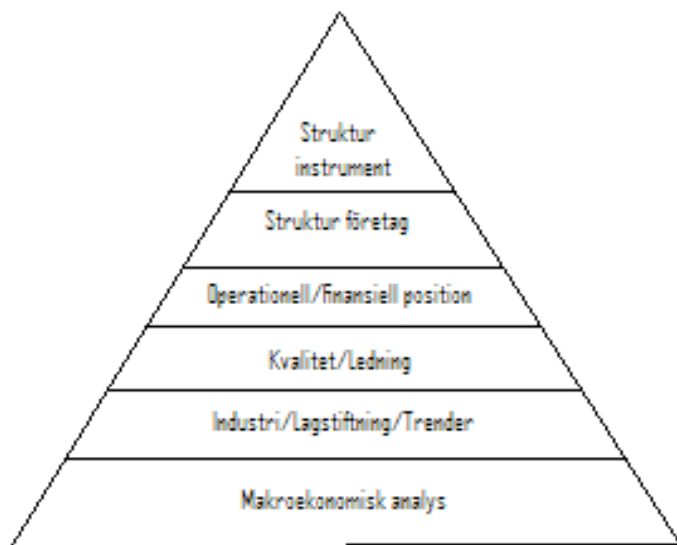 Struktur
instrument
Struktur företag
Operationell/finansiell position
Kvalitet/Ledning
Industri/Lagstiftning/Trender
Makroekonomisk analys